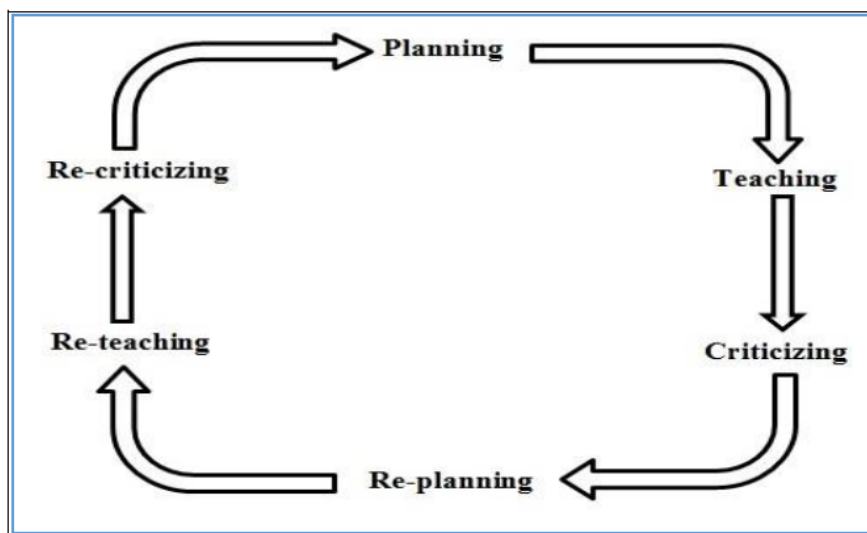 Planning
Teaching
Criticizing
Re-planning
Re-teaching
Re-criticizing